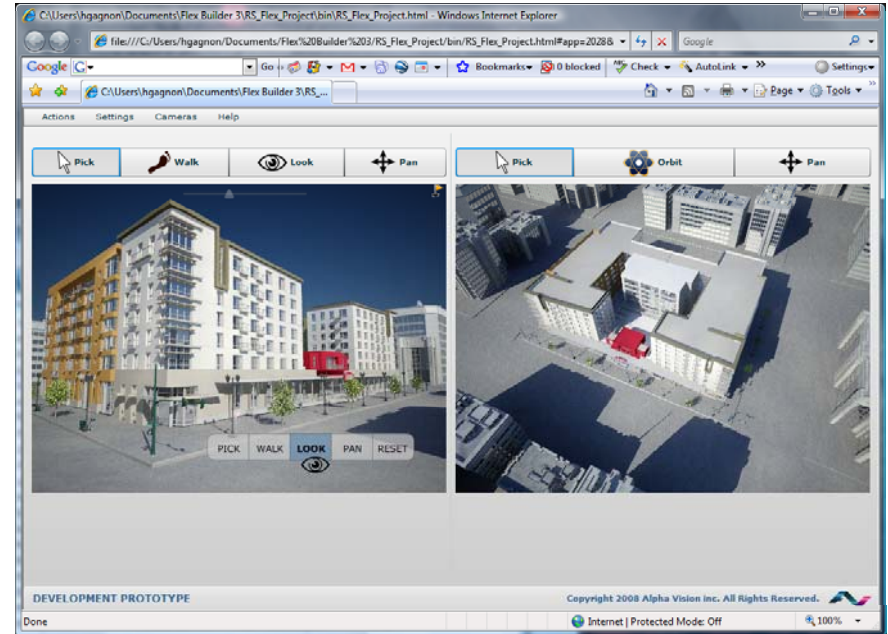 C:\Users\hgagnon\Documents\Flex Builder 3\RS_Flex_Project\bin\RS_Flex_Project.html - Windows Internet Explorer
file:///C:/Users/hgagnon/Documents/Flex%20Builder%203/RS_Flex_Project/bin/RS_Flex_Project.html#app=2028&
Google
Google G Go Bookmarks 0 blocked Check AutoLink >> Settings
C:\Users\hgagnon\Documents\Flex Builder 3\RS_... Page Tools >>
Actions Settings Cameras Help
Pick Walk Look Pan Pick Orbit Pan
PICK WALK LOOK PAN RESET
DEVELOPMENT PROTOTYPE Copyright 2008 Alpha Vision inc. All Rights Reserved.
Done Internet | Protected Mode: Off 100%